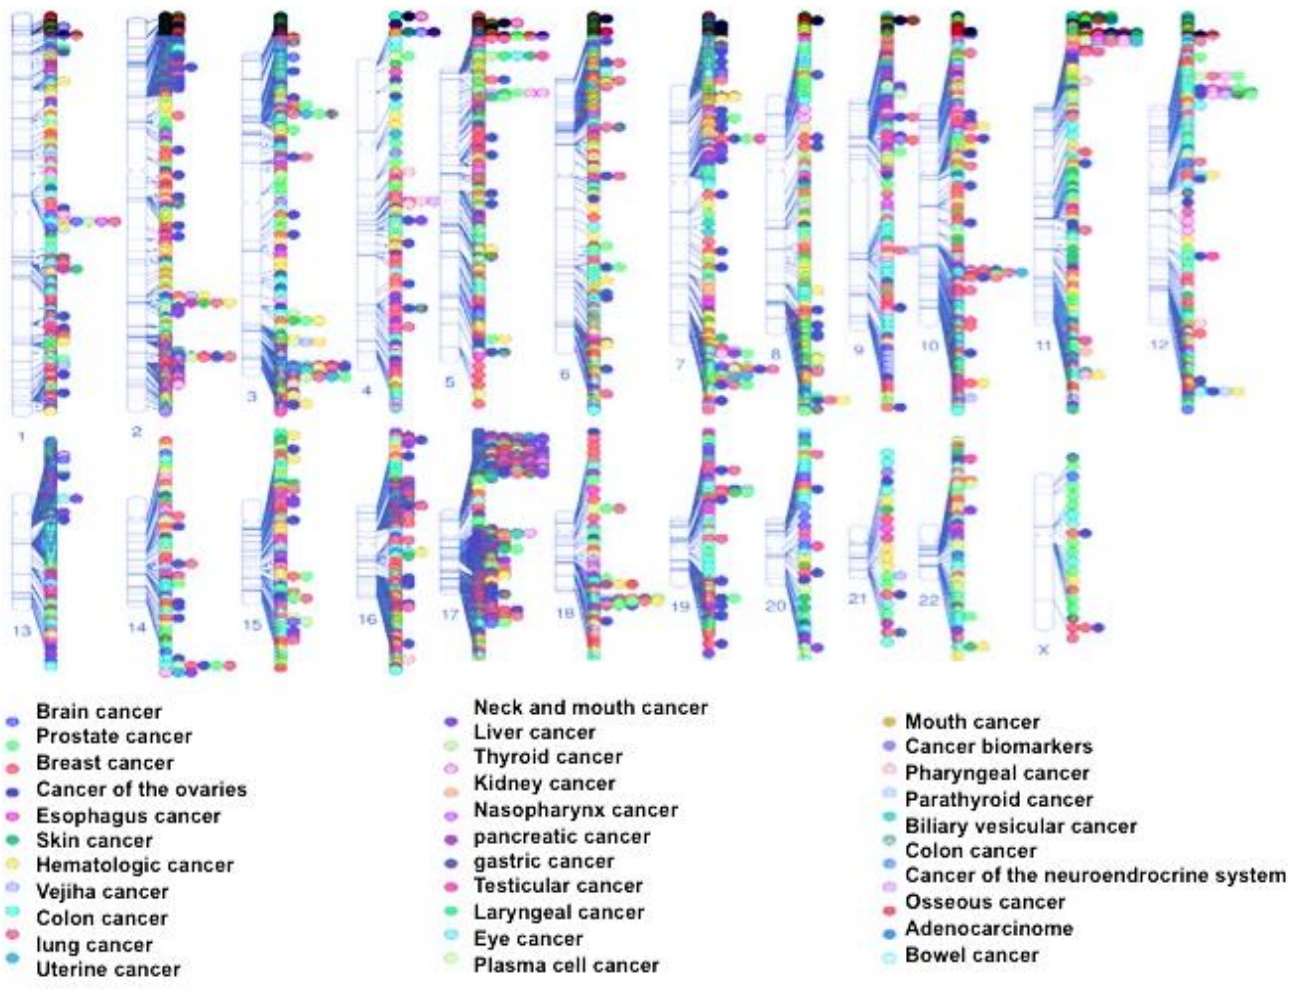 1
2
3
4
5
6
7
8
9
10
11
12
13
14
15
16
17
18
19
20
21
22
X
Brain cancer
Prostate cancer
Breast cancer
Cancer of the ovaries
Esophagus cancer
Skin cancer
Hematologic cancer
Vejiha cancer
Colon cancer
lung cancer
Uterine cancer
Neck and mouth cancer
Liver cancer
Thyroid cancer
Kidney cancer
Nasopharynx cancer
pancreatic cancer
gastric cancer
Testicular cancer
Laryngeal cancer
Eye cancer
Plasma cell cancer
Mouth cancer
Cancer biomarkers
Pharyngeal cancer
Parathyroid cancer
Biliary vesicular cancer
Colon cancer
Cancer of the neuroendrocrine system
Osseous cancer
Adenocarcinome
Bowel cancer